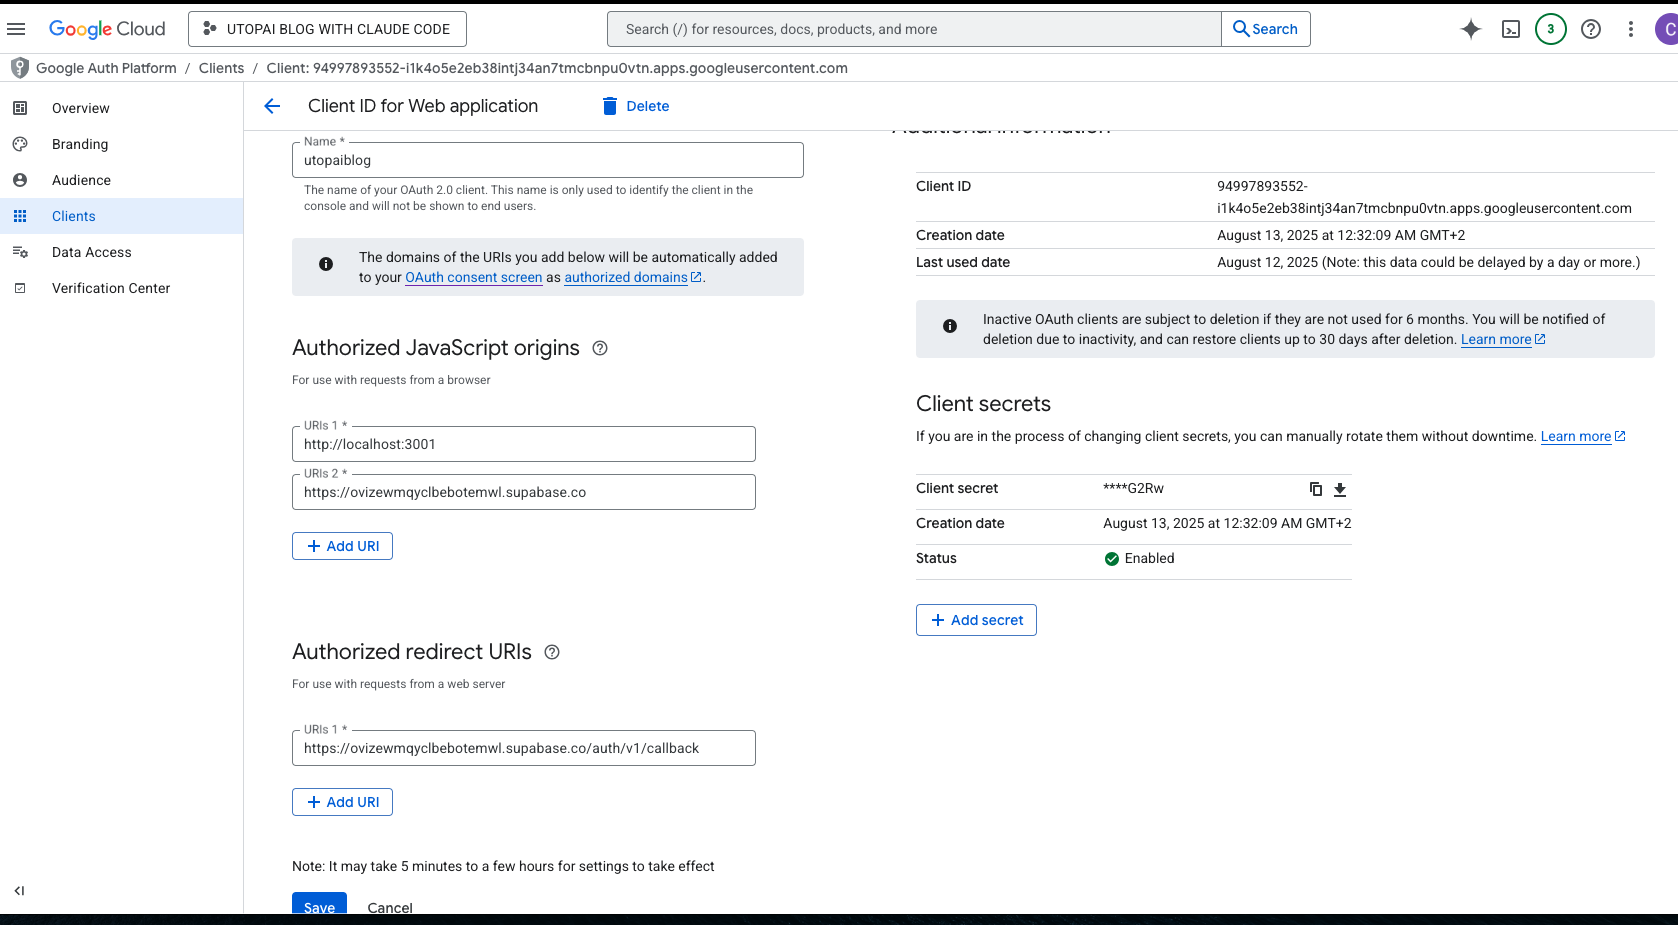 Google Cloud
UTOPAI BLOG WITH CLAUDE CODE
Search (/) for resources, docs, products, and more
Search
3
C
Google Auth Platform / Clients / Client: 94997893552-i1k4o5e2eb38intj34an7tmcbnpu0vtn.apps.googleusercontent.com
Overview
Branding
Audience
Clients
Data Access
Verification Center
Client ID for Web application
Delete
Name *
utopaiblog
The name of your OAuth 2.0 client. This name is only used to identify the client in the
console and will not be shown to end users.
The domains of the URIs you add below will be automatically added
to your OAuth consent screen as authorized domains.
Authorized JavaScript origins
For use with requests from a browser
URIs 1 *
http://localhost:3001
URIs 2 *
https://ovizewmqyclbebotemwl.supabase.co
Add URI
Authorized redirect URIs
For use with requests from a web server
URIs 1 *
https://ovizewmqyclbebotemwl.supabase.co/auth/v1/callback
Add URI
Note: It may take 5 minutes to a few hours for settings to take effect
Save
Cancel
Additional information
Client ID
94997893552-
i1k4o5e2eb38intj34an7tmcbnpu0vtn.apps.googleusercontent.com
Creation date
August 13, 2025 at 12:32:09 AM GMT+2
Last used date
August 12, 2025 (Note: this data could be delayed by a day or more.)
Inactive OAuth clients are subject to deletion if they are not used for 6 months. You will be notified of
deletion due to inactivity, and can restore clients up to 30 days after deletion. Learn more
Client secrets
If you are in the process of changing client secrets, you can manually rotate them without downtime. Learn more
Client secret
****G2Rw
Creation date
August 13, 2025 at 12:32:09 AM GMT+2
Status
Enabled
Add secret